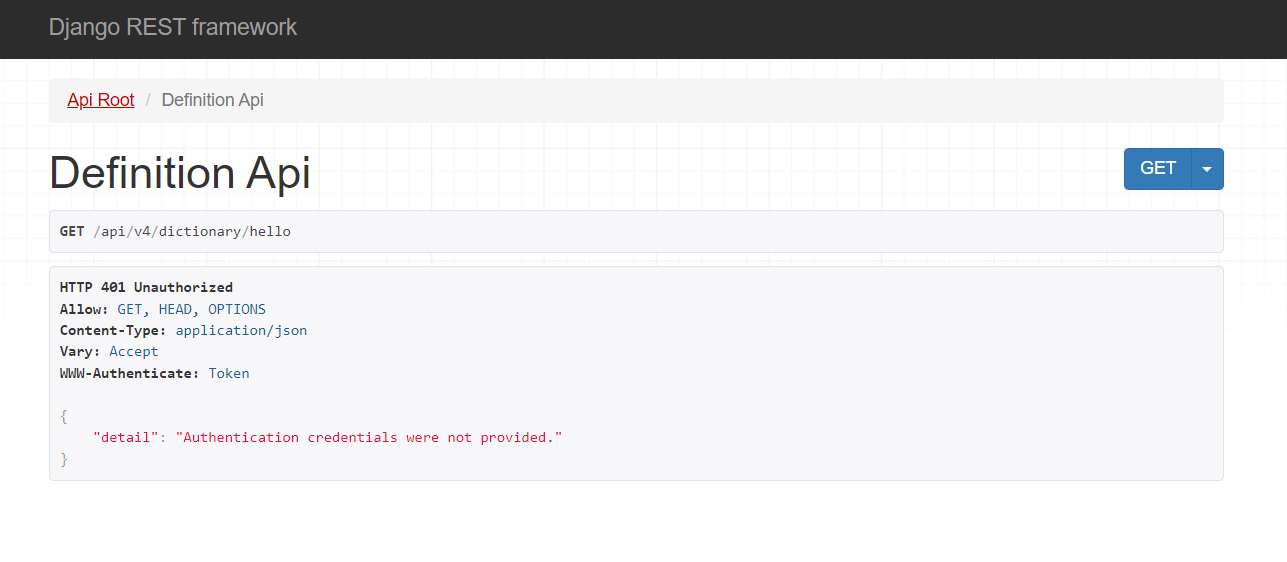 Django REST framework
Api Root / Definition Api
Definition Api
GET
GET /api/v4/dictionary/hello
HTTP 401 Unauthorized
Allow: GET, HEAD, OPTIONS
Content-Type: application/json
Vary: Accept
WWW-Authenticate: Token
{
    "detail": "Authentication credentials were not provided."
}